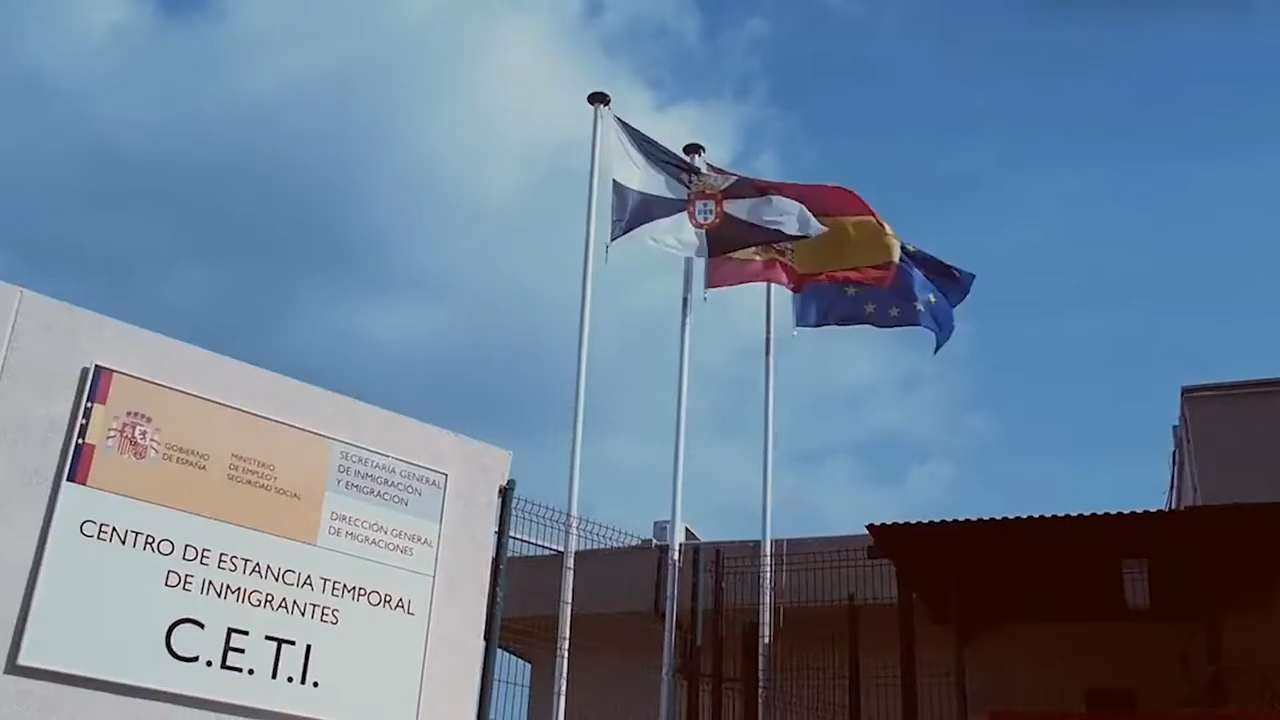 GOBIERNO
DE ESPAÑA
MINISTERIO
DE EMPLEO Y
SEGURIDAD SOCIAL
SECRETARÍA GENERAL
DE INMIGRACIÓN
Y EMIGRACIÓN
DIRECCIÓN GENERAL
DE MIGRACIONES
CENTRO DE ESTANCIA TEMPORAL
DE INMIGRANTES
C.E.T.I.